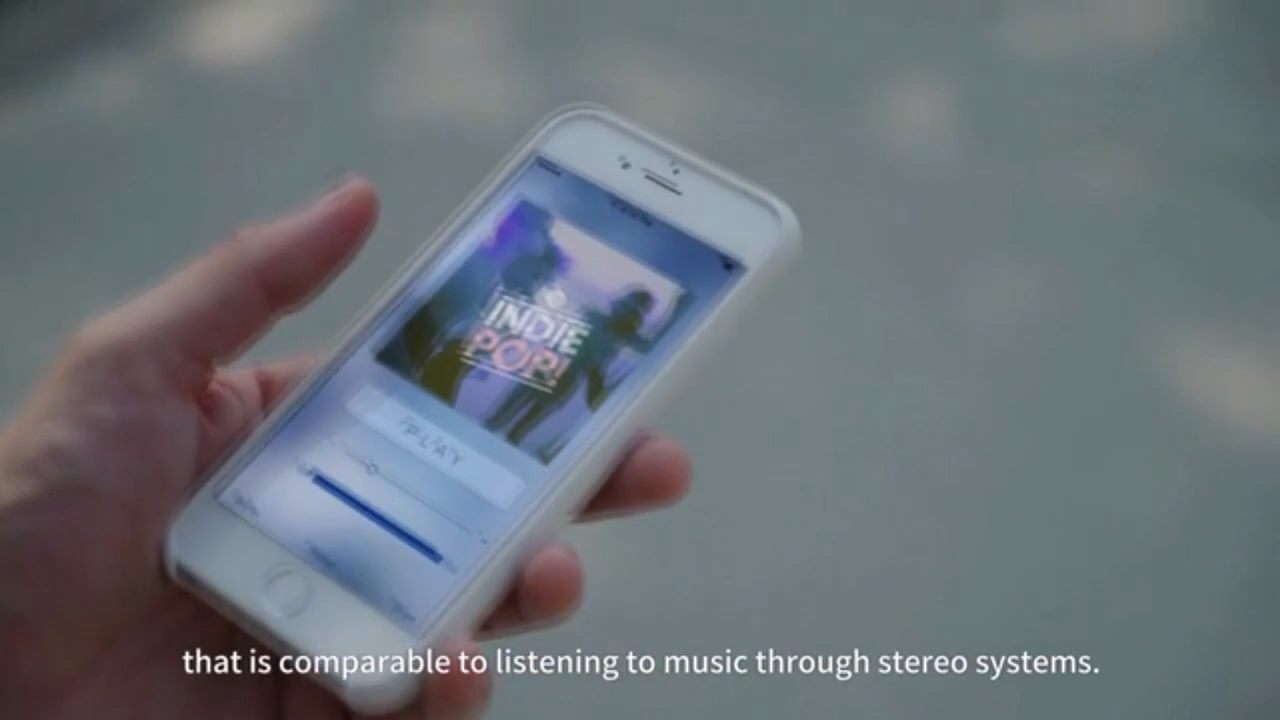 INDIE
POP!
PLAY
that is comparable to listening to music through stereo systems.